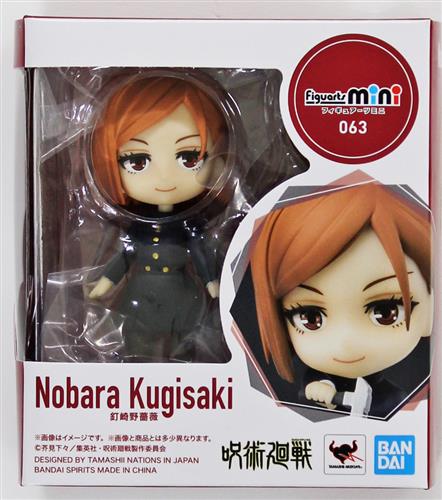 Figuarts mini
フィギュアーツミニ
063
Nobara Kugisaki
釘崎野薔薇
※画像はイメージです。※画像と商品とは多少異なります。
©芥見下々／集英社・呪術廻戦製作委員会
DESIGNED BY TAMASHII NATIONS IN JAPAN
BANDAI SPIRITS MADE IN CHINA
呪術廻戦
TAMASHII NATIONS
BAN
DAI